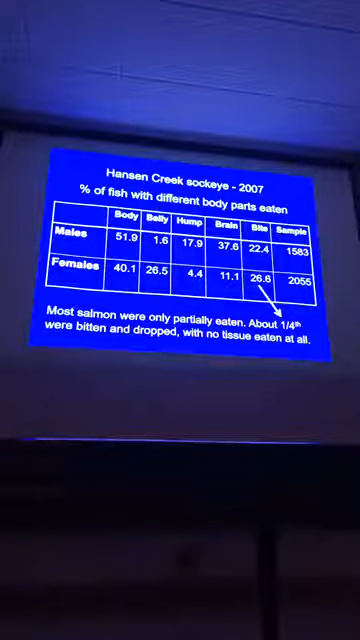 Hansen Creek sockeye - 2007
% of fish with different body parts eaten
Body Belly Hump Brain Bite Sample
Males 51.9 1.6 17.9 37.6 22.4 1583
Females 40.1 26.5 4.4 11.1 26.6 2055
Most salmon were only partially eaten. About 1/4th
were bitten and dropped, with no tissue eaten at all.